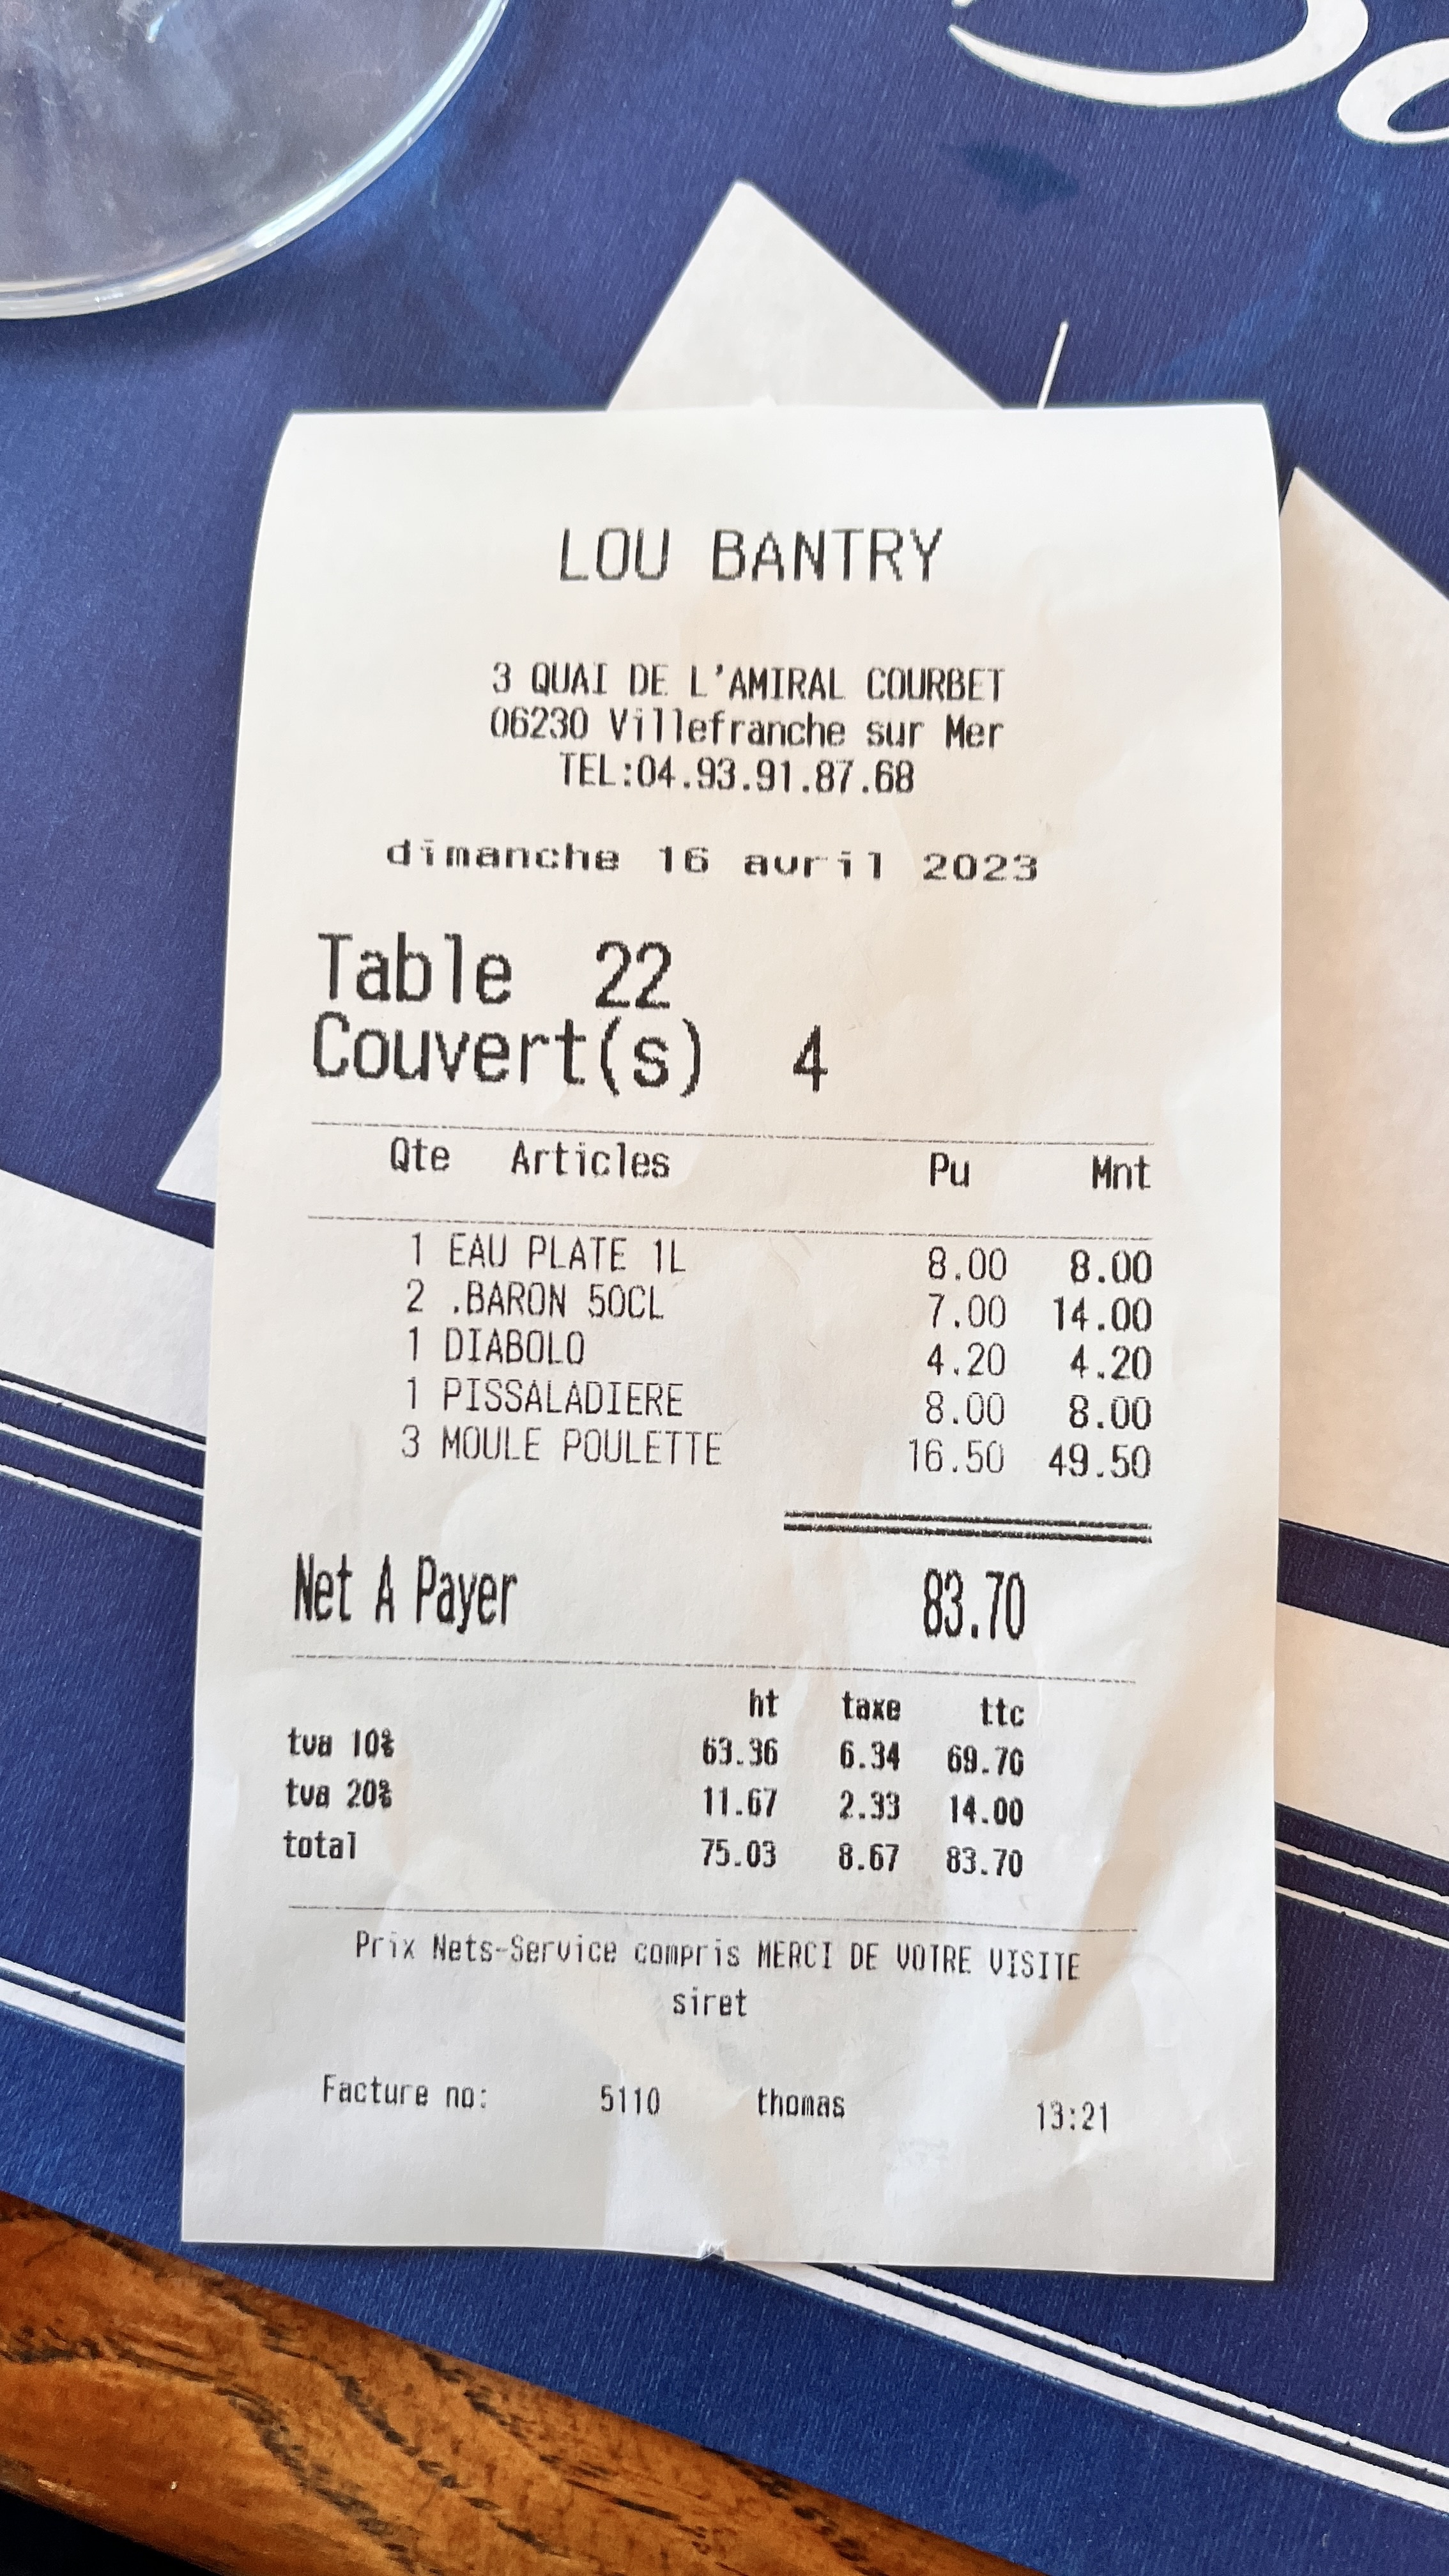 LOU BANTRY
3 QUAI DE L'AMIRAL COURBET
06230 Villefranche sur Mer
TEL:04.93.91.87.68
dimanche 16 avril 2023
Table 22
Couvert(s) 4
Qte Articles Pu Mnt
1 EAU PLATE 1L 8.00 8.00
2 .BARON 50CL 7.00 14.00
1 DIABOLO 4.20 4.20
1 PISSALADIERE 8.00 8.00
3 MOULE POULETTE 16.50 49.50
Net A Payer 83.70
ht taxe ttc
tva 10% 63.36 6.34 69.70
tva 20% 11.67 2.33 14.00
total 75.03 8.67 83.70
Prix Nets-Service compris MERCI DE VOTRE VISITE
siret
Facture no: 5110 thomas 13:21